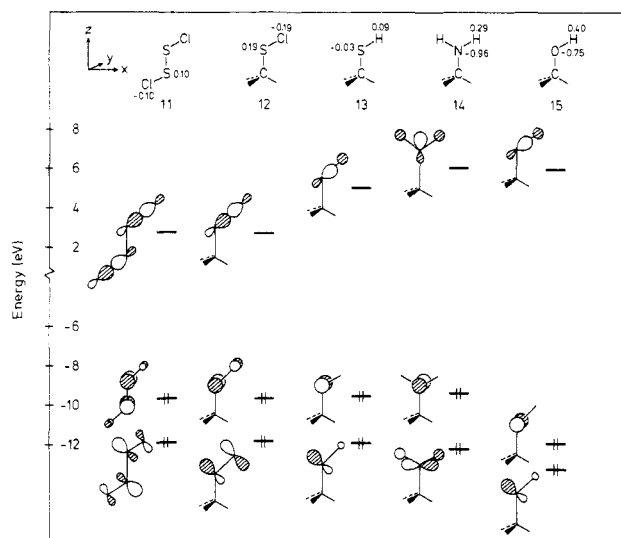 z
y
x
Cl
S
S 0.10
Cl
-0.10
11
-0.19
0.19 S Cl
C
12
0.09
-0.03 S H
C
13
H H 0.29
N -0.96
C
14
0.40
O H
-0.75
C
15
Energy (eV)
8
6
4
2
-6
-8
-10
-12